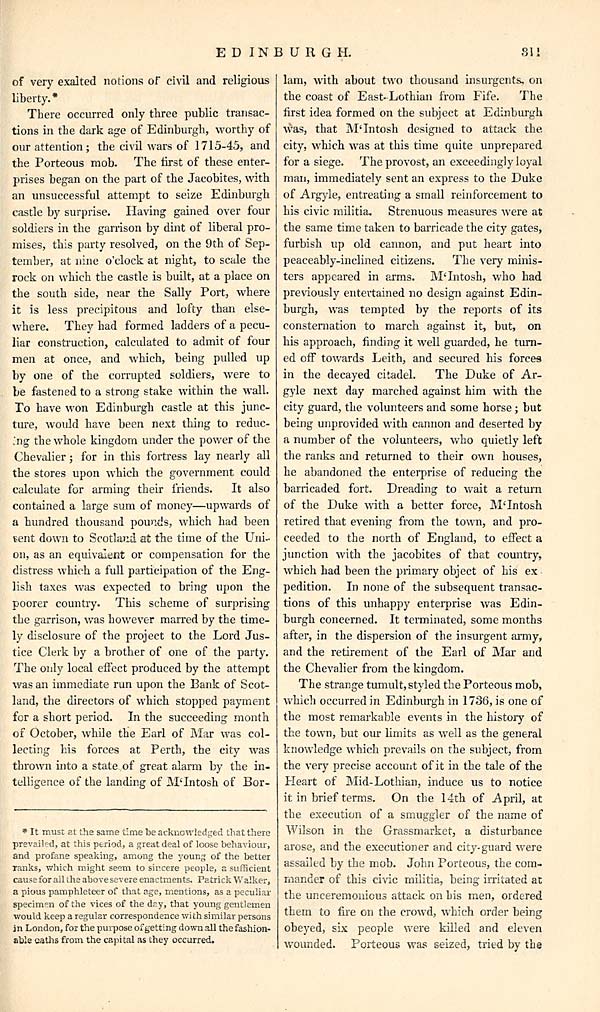 EDINBURGH. 311
of very exalted notions of civil and religious
liberty.*
There occurred only three public transac-
tions in the dark age of Edinburgh, worthy of
our attention; the civil wars of 1715-45, and
the Porteous mob. The first of these enter-
prises began on the part of the Jacobites, with
an unsuccessful attempt to seize Edinburgh
castle by surprise. Having gained over four
soldiers in the garrison by dint of liberal pro-
mises, this party resolved, on the 9th of Sep-
tember, at nine o'clock at night, to scale the
rock on which the castle is built, at a place on
the south side, near the Sally Port, where
it is less precipitous and lofty than else-
where. They had formed ladders of a pecu-
liar construction, calculated to admit of four
men at once, and which, being pulled up
by one of the corrupted soldiers, were to
be fastened to a strong stake within the wall.
To have won Edinburgh castle at this junc-
ture, would have been next thing to reduc-
ing the whole kingdom under the power of the
Chevalier; for in this fortress lay nearly all
the stores upon which the government could
calculate for arming their friends. It also
contained a large sum of money—upwards of
a hundred thousand pounds, which had been
sent down to Scotland at the time of the Uni-
on, as an equivalent or compensation for the
distress which a full participation of the Eng-
lish taxes was expected to bring upon the
poorer country. This scheme of surprising
the garrison, was however marred by the time-
ly disclosure of the project to the Lord Jus-
tice Clerk by a brother of one of the party.
The only local effect produced by the attempt
was an immediate run upon the Bank of Scot-
land, the directors of which stopped payment
for a short period. In the succeeding month
of October, while the Earl of Mar was col-
lecting his forces at Perth, the city was
thrown into a state of great alarm by the in-
telligence of the landing of M'Intosh of Bor-
* It must at the same time be acknowledged that there
prevailed, at this period, a great deal of loose behaviour,
and profane speaking, among the young of the better
ranks, which might seem to sincere people, a sufficient
cause for all the above severe enactments. Patrick Walker,
a pious pamphleteer of that age, mentions, as a peculiar
specimen of the vices of the day, that young gentlemen
would keep a regular correspondence with similar persons
in London, for the purpose of getting down all the fashion-
able oaths from the capital as they occurred.
lam, with about two thousand insurgents, on
the coast of East-Lothian from Fife. The
first idea formed on the subject at Edinburgh
was, that M'Intosh designed to attack the
city, which was at this time quite unprepared
for a siege. The provost, an exceedingly loyal
man, immediately sent an express to the Duke
of Argyle, entreating a small reinforcement to
his civic militia. Strenuous measures were at
the same time taken to barricade the city gates,
furbish up old cannon, and put heart into
peaceably-inclined citizens. The very minis-
ters appeared in arms. M'Intosh, who had
previously entertained no design against Edin-
burgh, was tempted by the reports of its
consternation to march against it, but, on
his approach, finding it well guarded, he turn-
ed off towards Leith, and secured his forces
in the decayed citadel. The Duke of Ar-
gyle next day marched against him with the
city guard, the volunteers and some horse; but
being unprovided with cannon and deserted by
a number of the volunteers, who quietly left
the ranks and returned to their own houses,
he abandoned the enterprise of reducing the
barricaded fort. Dreading to wait a return
of the Duke with a better force, M'Intosh
retired that evening from the town, and pro-
ceeded to the north of England, to effect a
junction with the jacobites of that country,
which had been the primary object of his ex
pedition. In none of the subsequent transac-
tions of this unhappy enterprise was Edin-
burgh concerned. It terminated, some months
after, in the dispersion of the insurgent army,
and the retirement of the Earl of Mar and
the Chevalier from the kingdom.
The strange tumult, styled the Porteous mob,
which occurred in Edinburgh in 1736, is one of
the most remarkable events in the history of
the town, but our limits as well as the general
knowledge which prevails on the subject, from
the very precise account of it in the tale of the
Heart of Mid-Lothian, induce us to notice
it in brief terms. On the 14th of April, at
the execution of a smuggler of the name of
Wilson in the Grassmarket, a disturbance
arose, and the executioner and city-guard were
assailed by the mob. John Porteous, the com-
mander of this civic militia, being irritated at
the unceremonious attack on his men, ordered
them to fire on the crowd, which order being
obeyed, six people were killed and eleven
wounded. Porteous was seized, tried by the